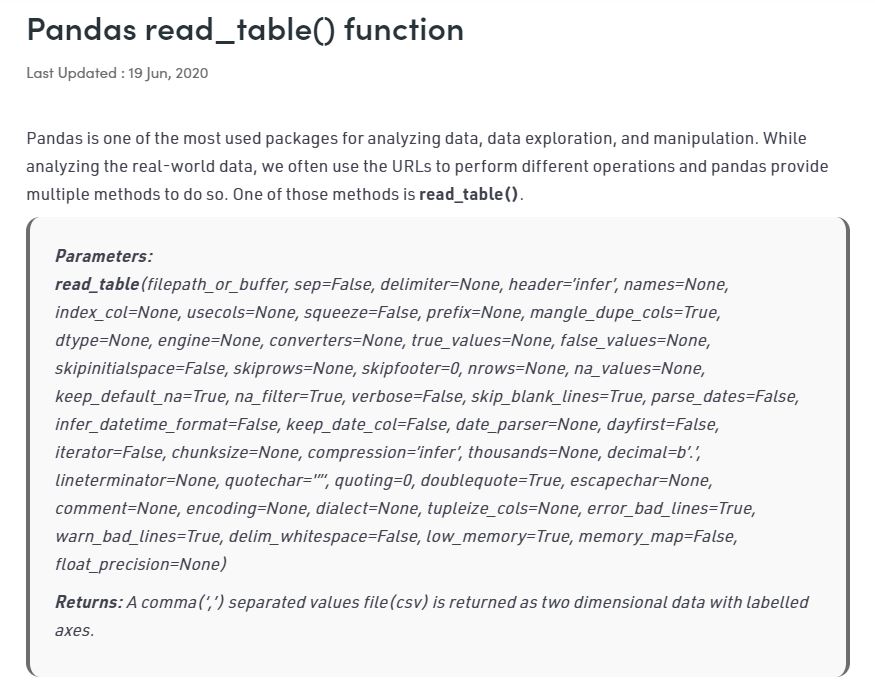 Pandas read_table() function
Last Updated : 19 Jun, 2020
Pandas is one of the most used packages for analyzing data, data exploration, and manipulation. While
analyzing the real-world data, we often use the URLs to perform different operations and pandas provide
multiple methods to do so. One of those methods is read_table().
Parameters:
read_table(filepath_or_buffer, sep=False, delimiter=None, header=’infer’, names=None,
index_col=None, usecols=None, squeeze=False, prefix=None, mangle_dupe_cols=True,
dtype=None, engine=None, converters=None, true_values=None, false_values=None,
skipinitialspace=False, skiprows=None, skipfooter=0, nrows=None, na_values=None,
keep_default_na=True, na_filter=True, verbose=False, skip_blank_lines=True, parse_dates=False,
infer_datetime_format=False, keep_date_col=False, date_parser=None, dayfirst=False,
iterator=False, chunksize=None, compression=’infer’, thousands=None, decimal=b’.’,
lineterminator=None, quotechar=’”‘, quoting=0, doublequote=True, escapechar=None,
comment=None, encoding=None, dialect=None, tupleize_cols=None, error_bad_lines=True,
warn_bad_lines=True, delim_whitespace=False, low_memory=True, memory_map=False,
float_precision=None)
Returns: A comma(‘,’) separated values file(csv) is returned as two dimensional data with labelled
axes.